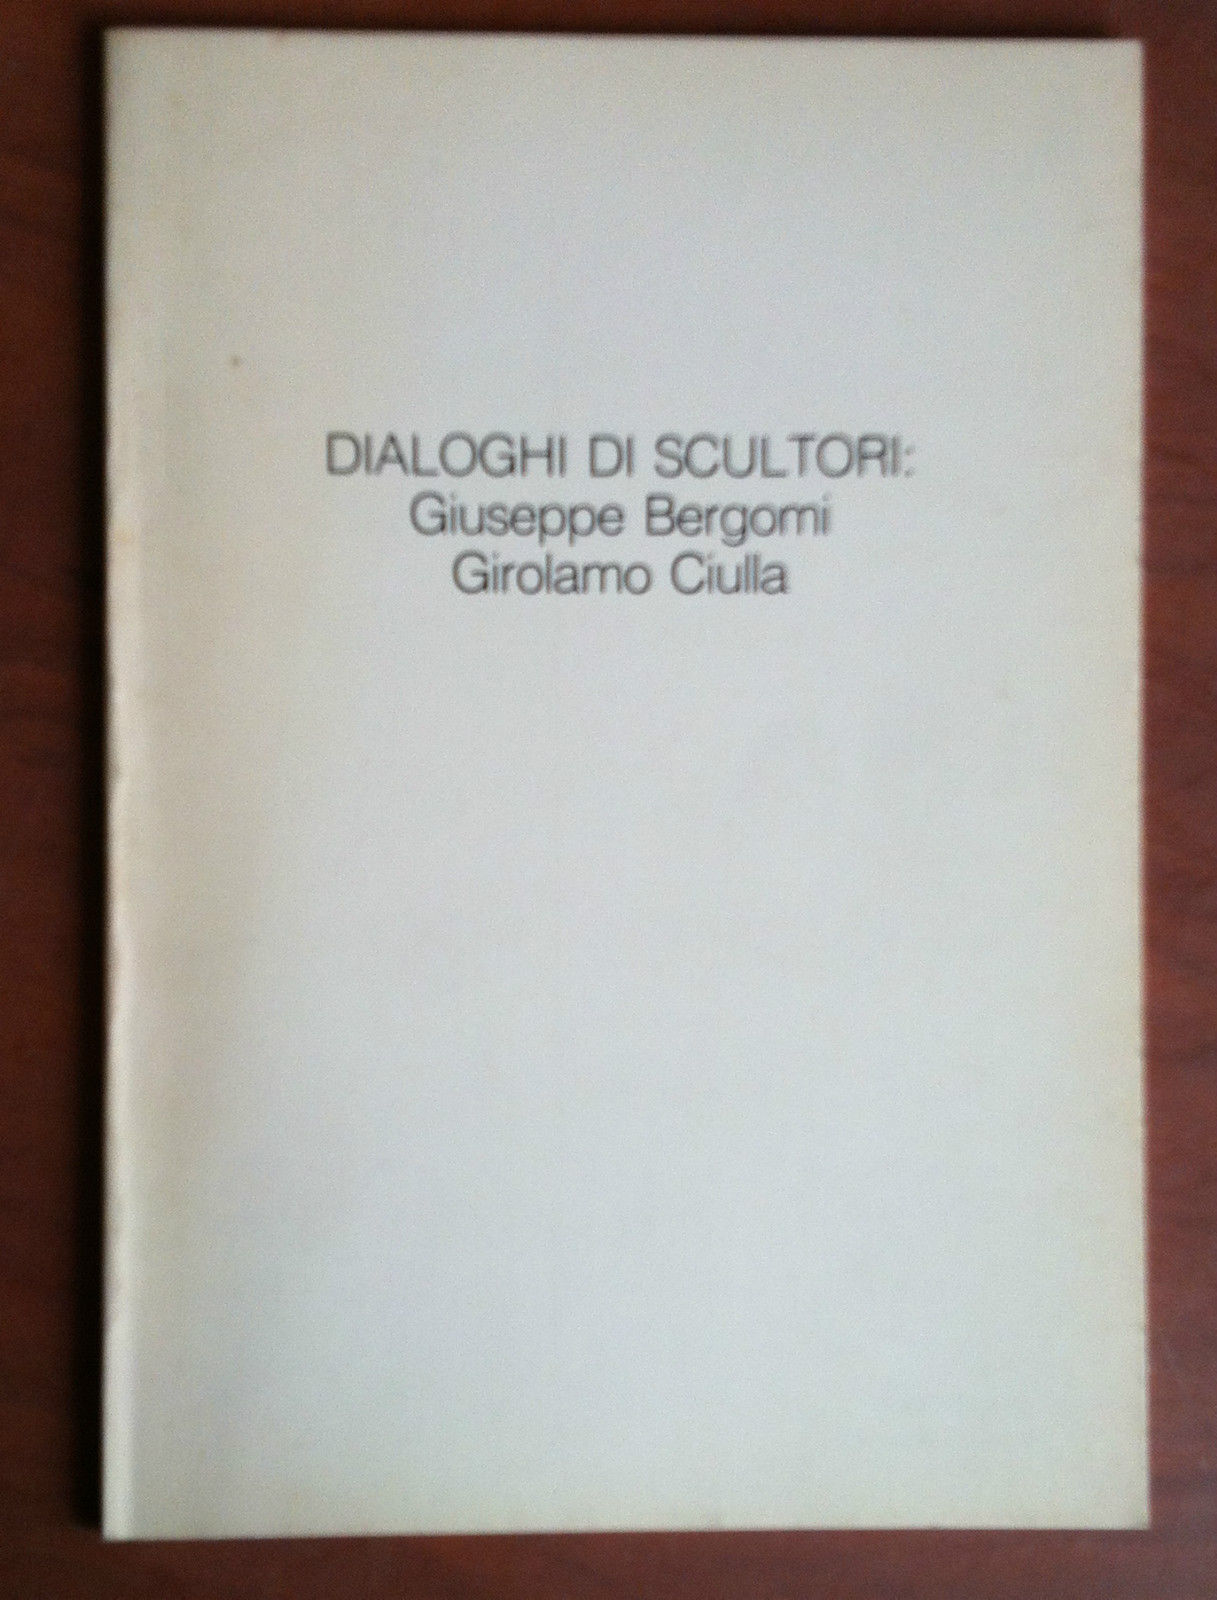 DIALOGHI DI SCULTORI:
Giuseppe Bergomi
Girolamo Ciulla